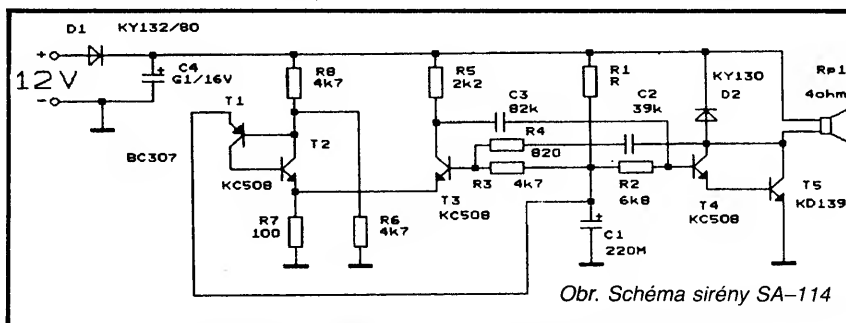 D1 KY132/80
+
12V
-
C4
G1/16V
T1
BC307
R8
4k7
T2
KC508
R7
100
R6
4k7
R5
2k2
C3
82k
R4
820
R3 4k7
T3
KC508
R1
R
C2
39k
R2
6k8
C1
220M
KY130
D2
T4
KC508
T5
KD139
Rp1
4ohm
Obr. Schéma sirény SA–114